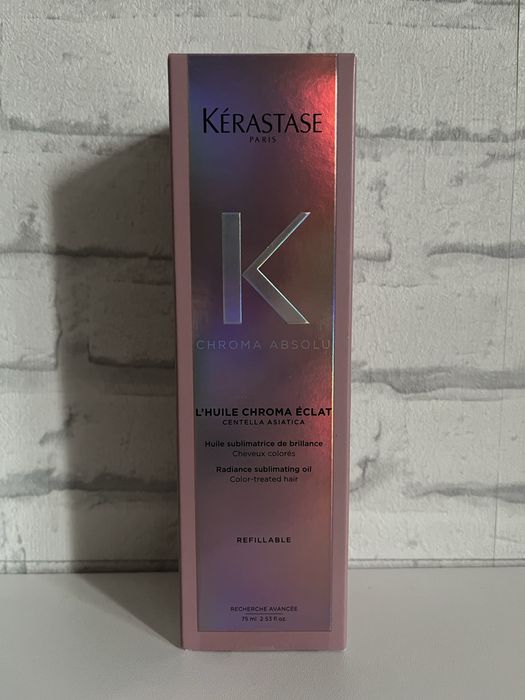 KÉRASTASE
PARIS
K
CHROMA ABSOLU
L'HUILE CHROMA ÉCLAT
CENTELLA ASIATICA
Huile sublimatrice de brillance
Cheveux colorés
Radiance sublimating oil
Color-treated hair
REFILLABLE
RECHERCHE AVANCÉE
75 ml 2.53 fl oz.